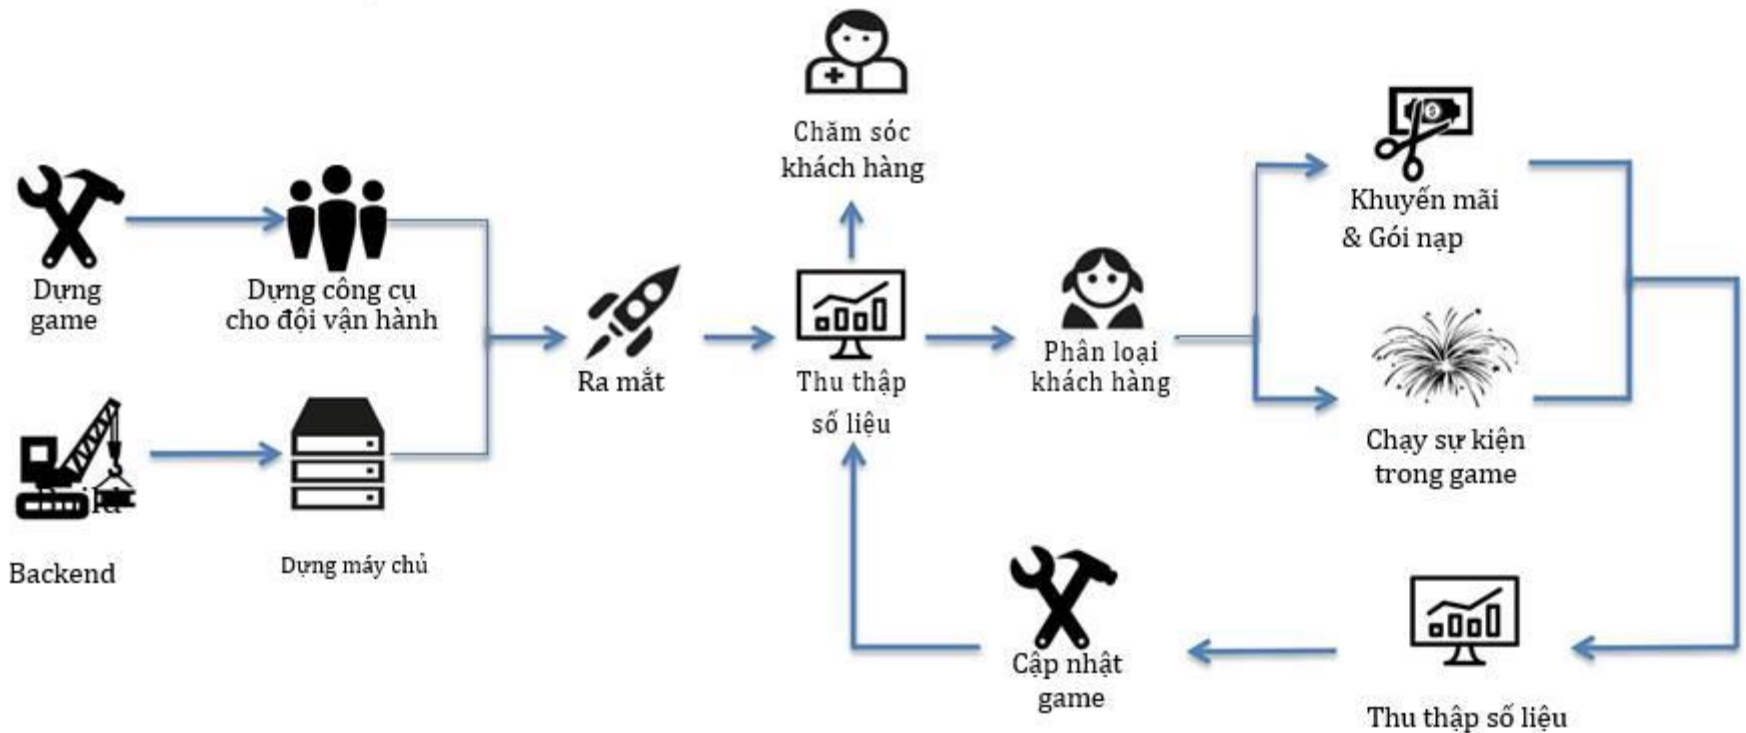 Chăm sóc
khách hàng
Khuyến mãi
& Gói nạp
Dựng
game
Dựng công cụ
cho đội vận hành
Ra mắt
Thu thập
số liệu
Phân loại
khách hàng
Chạy sự kiện
trong game
Backend
Dựng máy chủ
Cập nhật
game
Thu thập số liệu